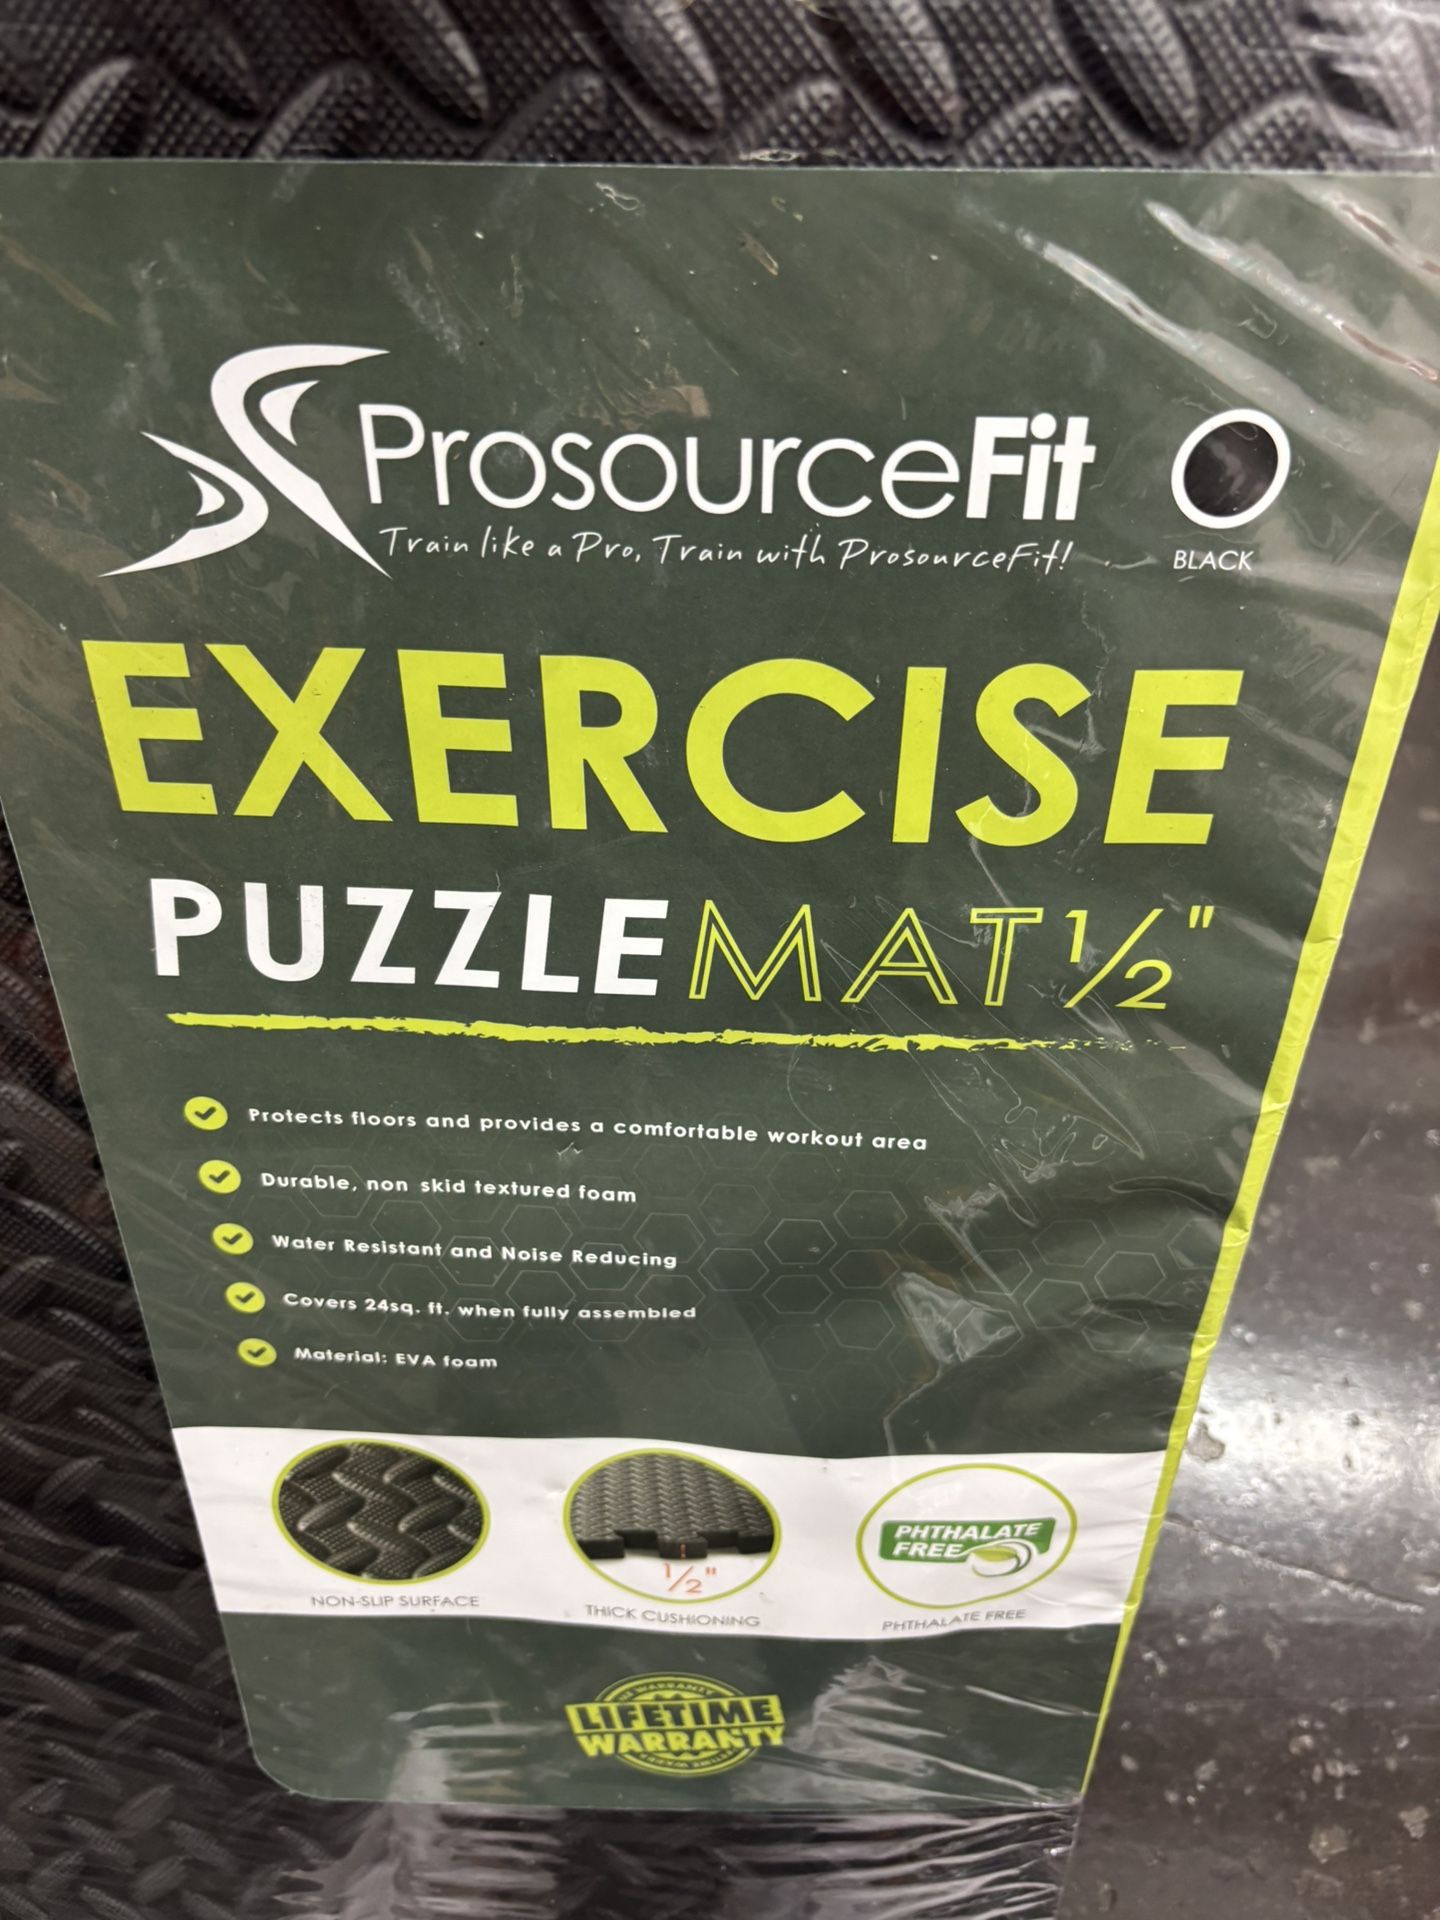 ProsourceFit
Train like a Pro, Train with ProsourceFit!
BLACK
EXERCISE
PUZZLE MAT 1/2"
Protects floors and provides a comfortable workout area
Durable, non skid textured foam
Water Resistant and Noise Reducing
Covers 24sq. ft. when fully assembled
Material: EVA foam
1/2"
PHTHALATE
FREE
NON-SLIP SURFACE
THICK CUSHIONING
PHTHALATE FREE
LIFETIME
WARRANTY